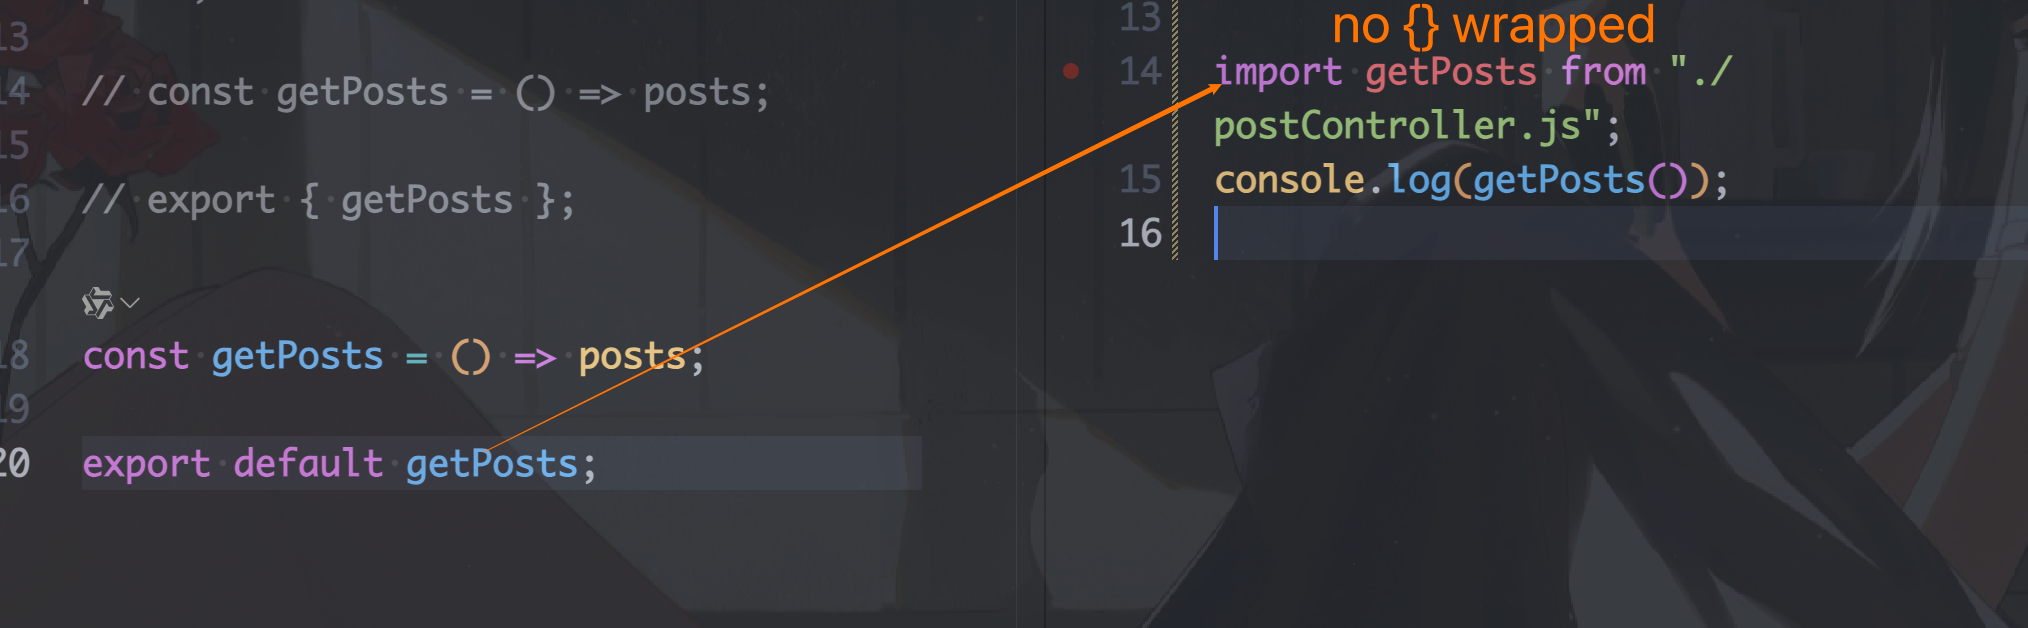 13
14 // const getPosts = () => posts;
15
16 // export { getPosts };
17
18 const getPosts = () => posts;
19
20 export default getPosts;
no {} wrapped
13
14 import getPosts from "./
postController.js";
15 console.log(getPosts());
16